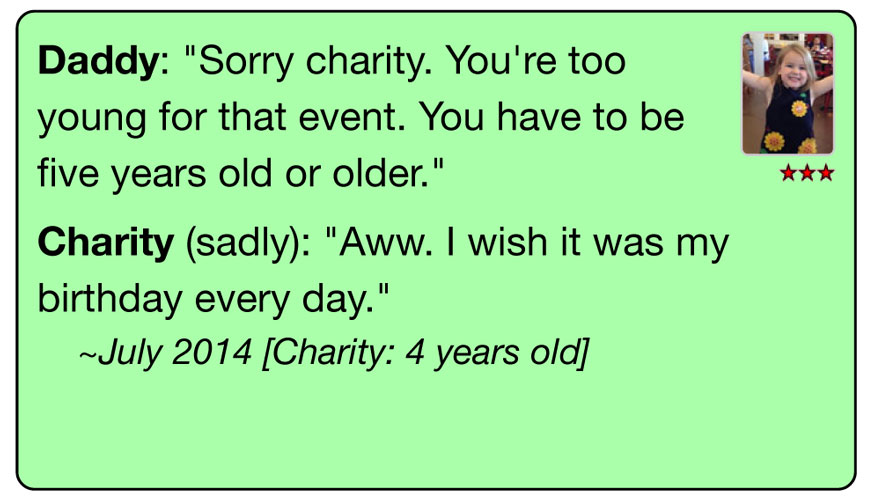 Daddy: "Sorry charity. You're too
young for that event. You have to be
five years old or older."
Charity (sadly): "Aww. I wish it was my
birthday every day."
~July 2014 [Charity: 4 years old]